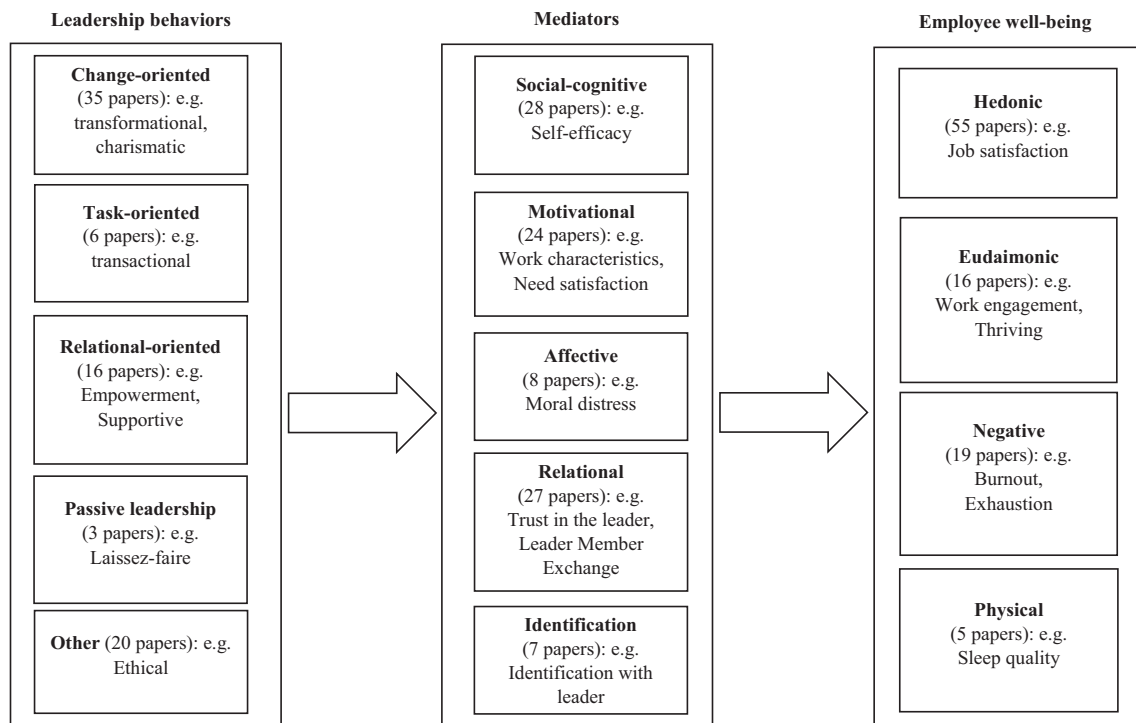 Leadership behaviors
Change-oriented
(35 papers): e.g.
transformational,
charismatic
Task-oriented
(6 papers): e.g.
transactional
Relational-oriented
(16 papers): e.g.
Empowerment,
Supportive
Passive leadership
(3 papers): e.g.
Laissez-faire
Other (20 papers): e.g.
Ethical
Mediators
Social-cognitive
(28 papers): e.g.
Self-efficacy
Motivational
(24 papers): e.g.
Work characteristics,
Need satisfaction
Affective
(8 papers): e.g.
Moral distress
Relational
(27 papers): e.g.
Trust in the leader,
Leader Member
Exchange
Identification
(7 papers): e.g.
Identification with
leader
Employee well-being
Hedonic
(55 papers): e.g.
Job satisfaction
Eudaimonic
(16 papers): e.g.
Work engagement,
Thriving
Negative
(19 papers): e.g.
Burnout,
Exhaustion
Physical
(5 papers): e.g.
Sleep quality